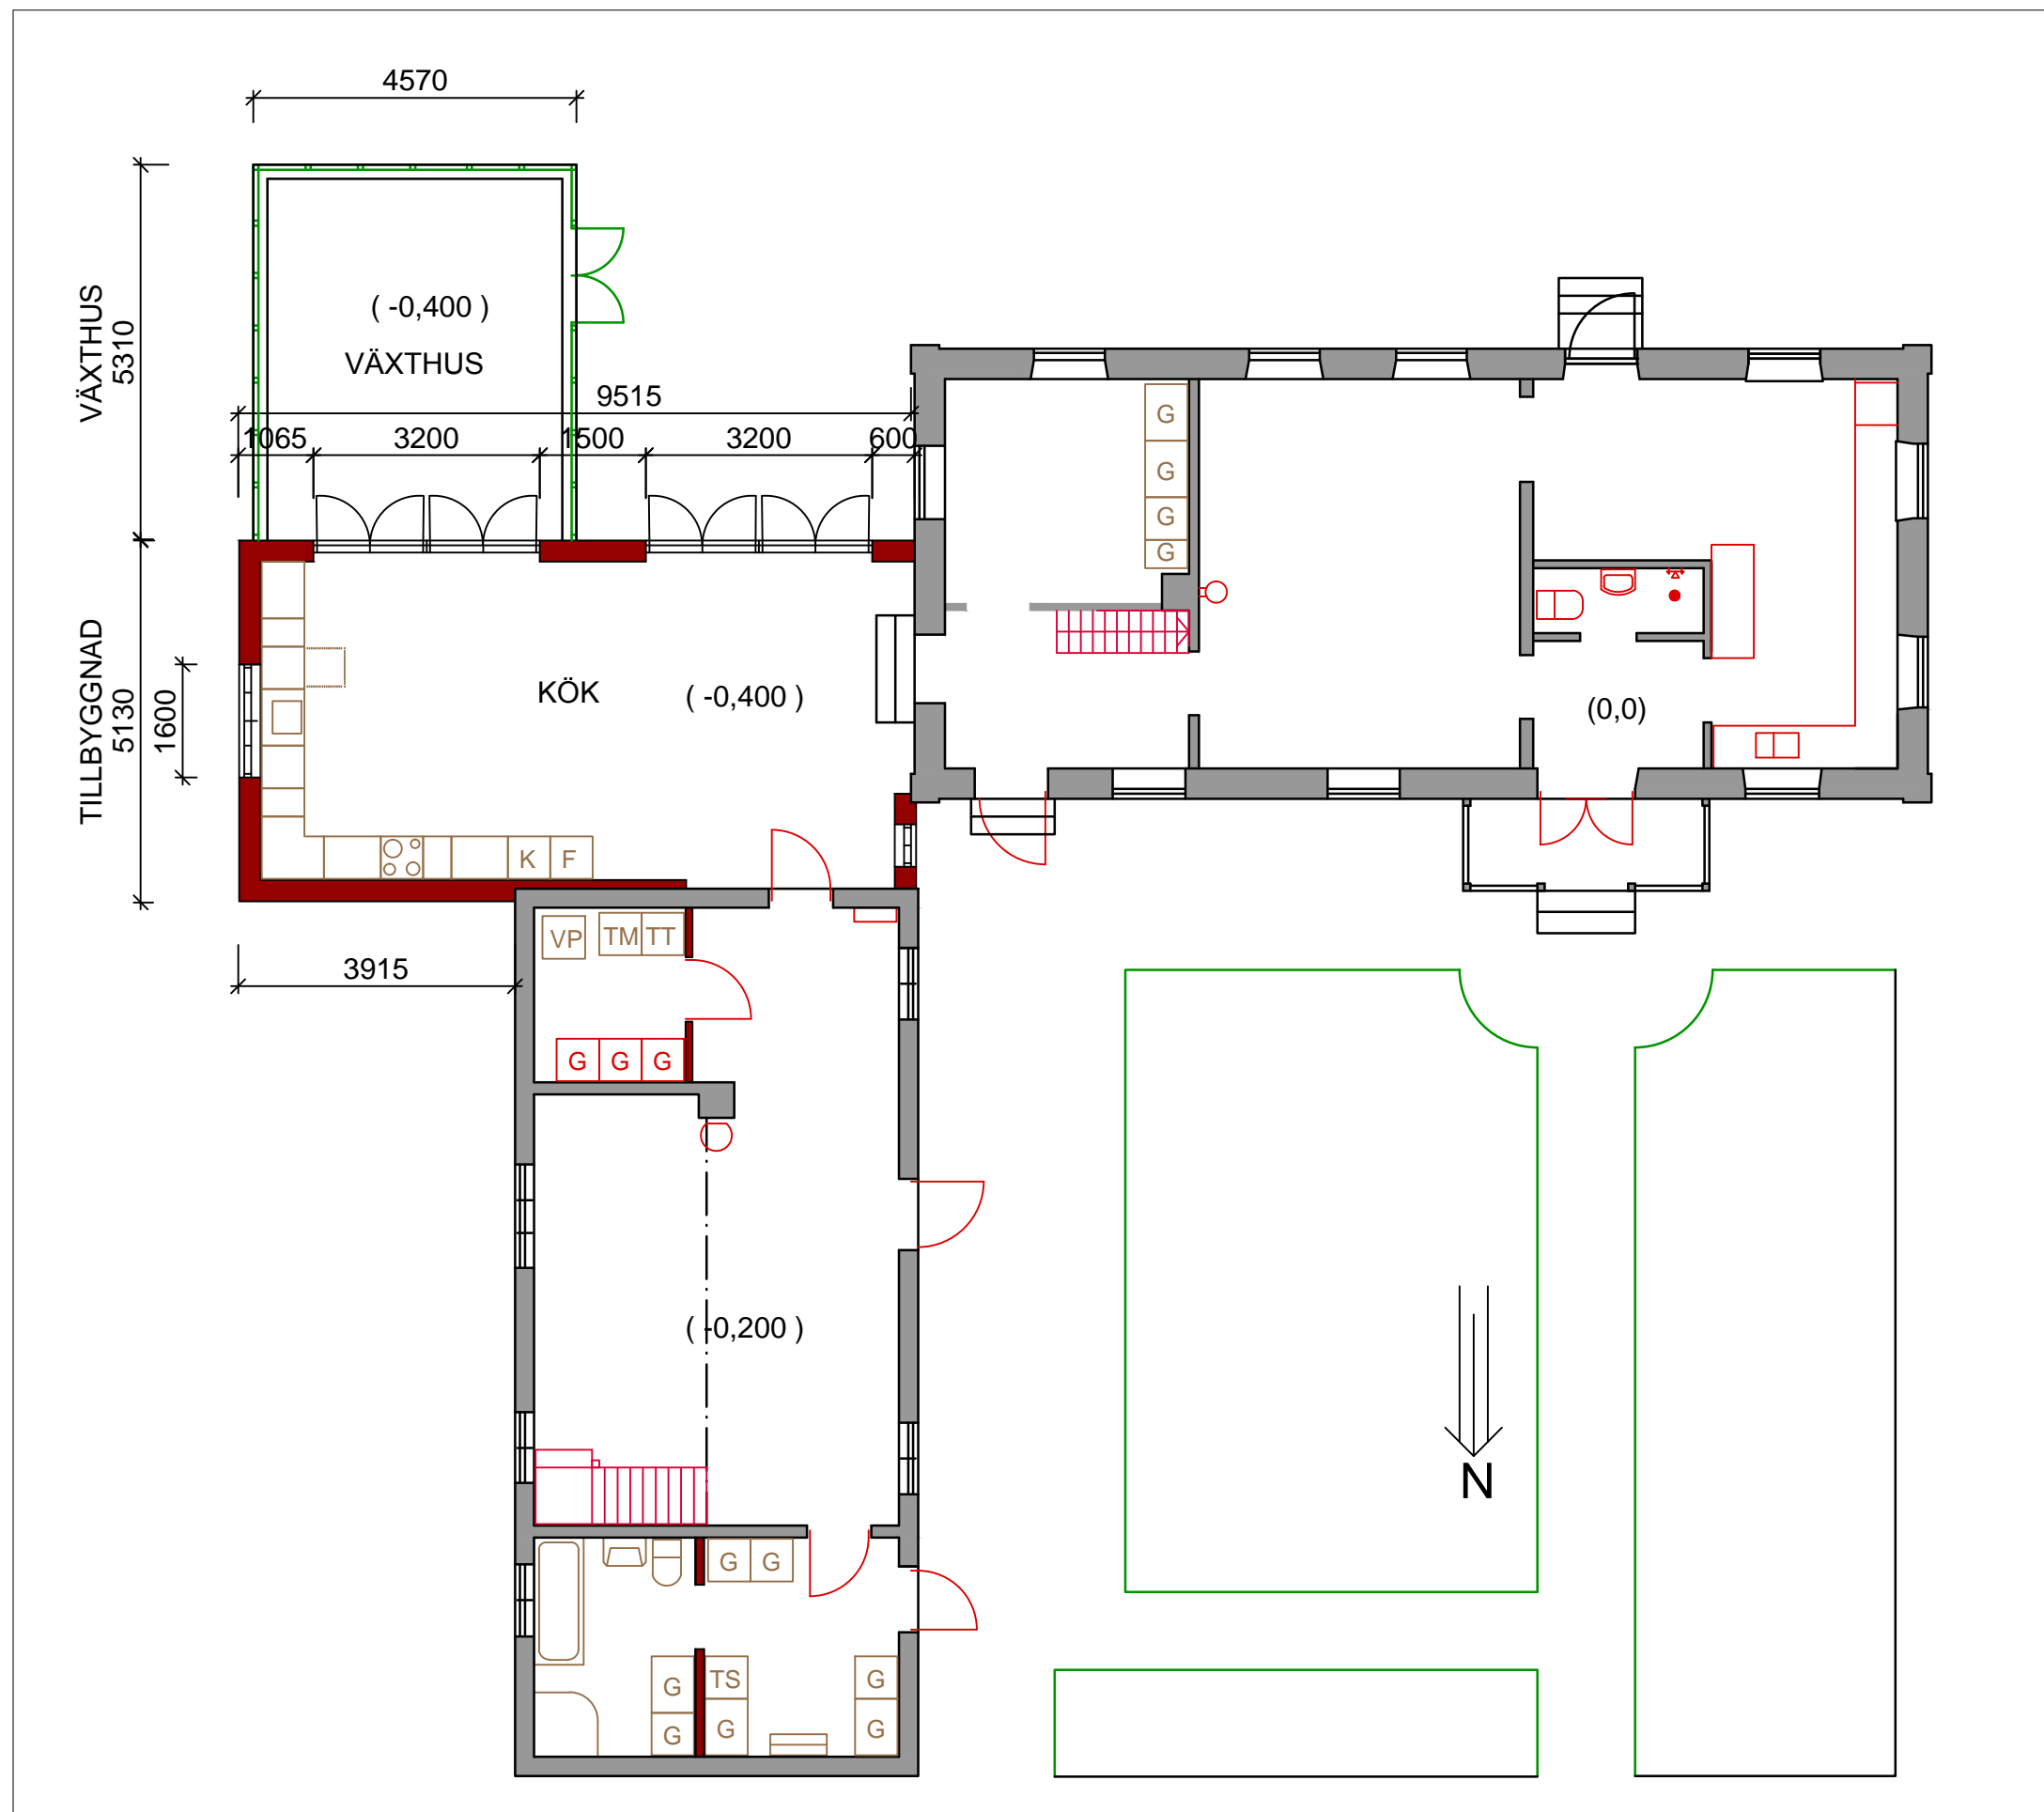 4570
VÄXTHUS
5310
( -0,400 )
VÄXTHUS
9515
1065
3200
1500
3200
600
G
G
G
G
TILLBYGGNAD
5130
1600
KÖK
( -0,400 )
(0,0)
K
F
3915
VP
TM
TT
G
G
G
( -0,200 )
N
G
G
G
TS
G
G
G
G